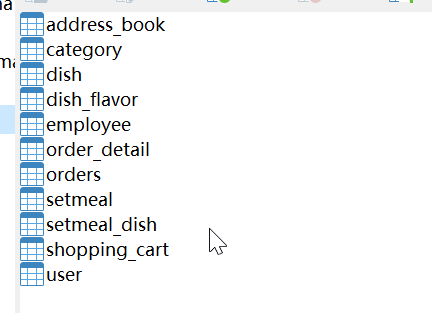 address_book
category
dish
dish_flavor
employee
order_detail
orders
setmeal
setmeal_dish
shopping_cart
user